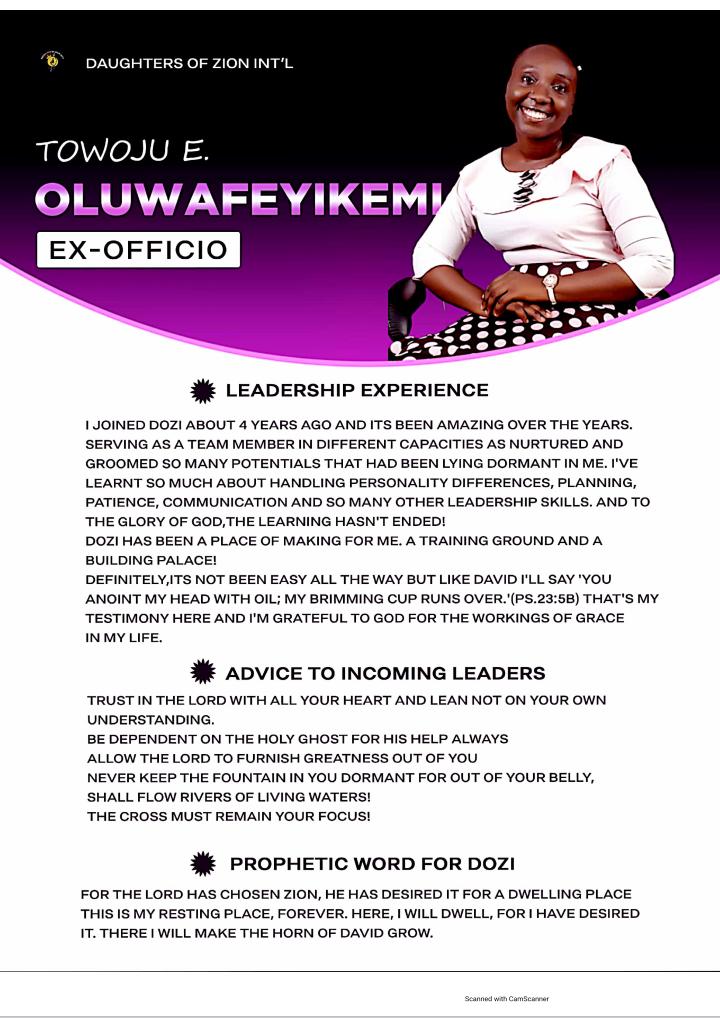 DAUGHTERS OF ZION INT'L
TOWOJU E.
OLUWAFEYIKEMI
EX-OFFICIO
LEADERSHIP EXPERIENCE
I JOINED DOZI ABOUT 4 YEARS AGO AND ITS BEEN AMAZING OVER THE YEARS.
SERVING AS A TEAM MEMBER IN DIFFERENT CAPACITIES AS NURTURED AND
GROOMED SO MANY POTENTIALS THAT HAD BEEN LYING DORMANT IN ME. I'VE
LEARNT SO MUCH ABOUT HANDLING PERSONALITY DIFFERENCES, PLANNING,
PATIENCE, COMMUNICATION AND SO MANY OTHER LEADERSHIP SKILLS. AND TO
THE GLORY OF GOD,THE LEARNING HASN'T ENDED!
DOZI HAS BEEN A PLACE OF MAKING FOR ME. A TRAINING GROUND AND A
BUILDING PALACE!
DEFINITELY,ITS NOT BEEN EASY ALL THE WAY BUT LIKE DAVID I'LL SAY 'YOU
ANOINT MY HEAD WITH OIL; MY BRIMMING CUP RUNS OVER.'(PS.23:5B) THAT'S MY
TESTIMONY HERE AND I'M GRATEFUL TO GOD FOR THE WORKINGS OF GRACE
IN MY LIFE.
ADVICE TO INCOMING LEADERS
TRUST IN THE LORD WITH ALL YOUR HEART AND LEAN NOT ON YOUR OWN
UNDERSTANDING.
BE DEPENDENT ON THE HOLY GHOST FOR HIS HELP ALWAYS
ALLOW THE LORD TO FURNISH GREATNESS OUT OF YOU
NEVER KEEP THE FOUNTAIN IN YOU DORMANT FOR OUT OF YOUR BELLY,
SHALL FLOW RIVERS OF LIVING WATERS!
THE CROSS MUST REMAIN YOUR FOCUS!
PROPHETIC WORD FOR DOZI
FOR THE LORD HAS CHOSEN ZION, HE HAS DESIRED IT FOR A DWELLING PLACE
THIS IS MY RESTING PLACE, FOREVER. HERE, I WILL DWELL, FOR I HAVE DESIRED
IT. THERE I WILL MAKE THE HORN OF DAVID GROW.
Scanned with CamScanner